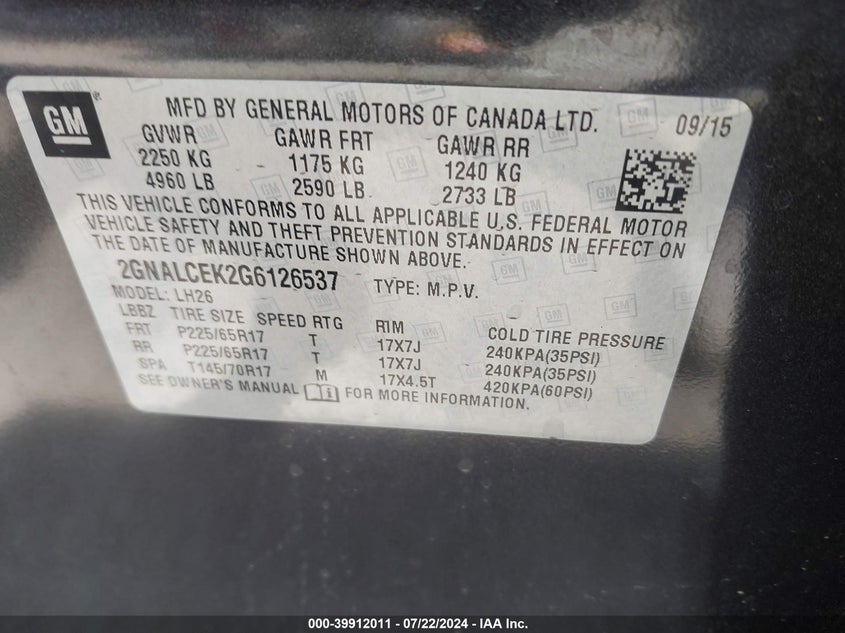 GM
MFD BY GENERAL MOTORS OF CANADA LTD. 09/15
GVWR GAWR FRT GAWR RR
2250 KG 1175 KG 1240 KG
4960 LB 2590 LB 2733 LB
THIS VEHICLE CONFORMS TO ALL APPLICABLE U.S. FEDERAL MOTOR
VEHICLE SAFETY AND THEFT PREVENTION STANDARDS IN EFFECT ON
THE DATE OF MANUFACTURE SHOWN ABOVE.
2GNALCEK2G6126537 TYPE: M.P.V.
MODEL: LH26
LBBZ TIRE SIZE SPEED RTG RIM COLD TIRE PRESSURE
FRT P225/65R17 T 17X7J 240KPA(35PSI)
RR P225/65R17 T 17X7J 240KPA(35PSI)
SPA T145/70R17 M 17X4.5T 420KPA(60PSI)
SEE OWNER'S MANUAL FOR MORE INFORMATION.
000-39912011 - 07/22/2024 - IAA Inc.